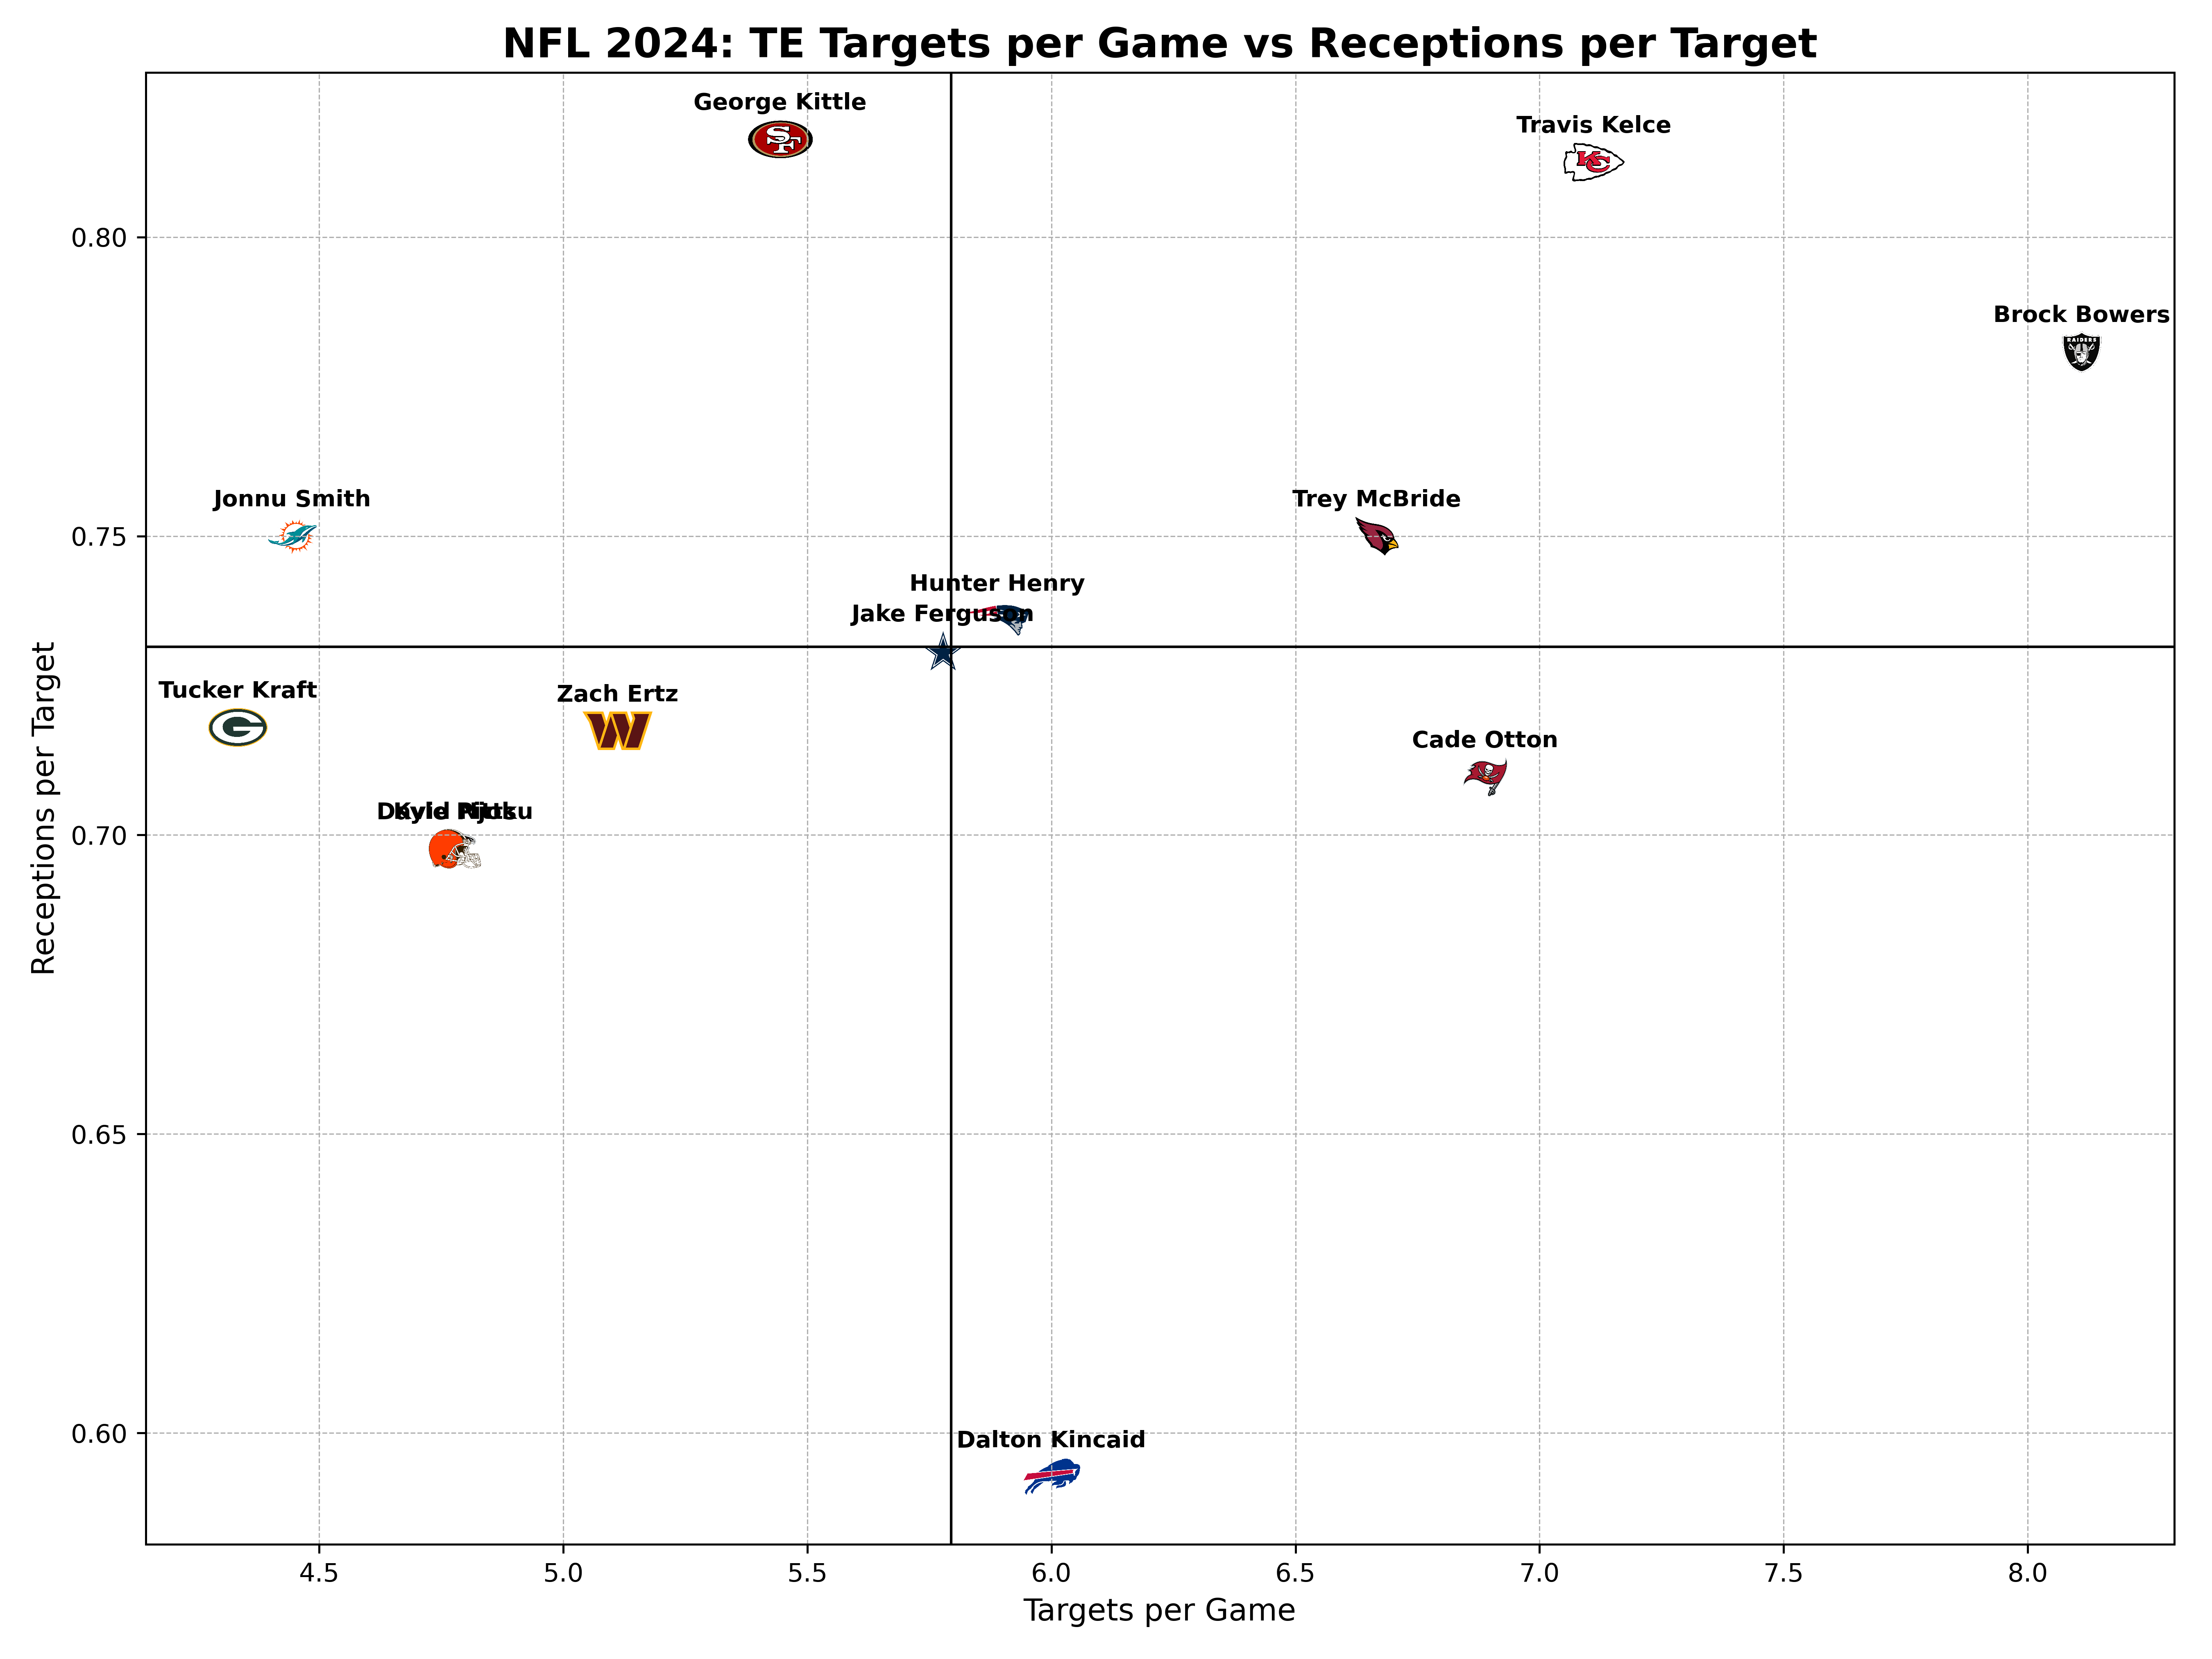 NFL 2024: TE Targets per Game vs Receptions per Target
George Kittle
Travis Kelce
0.80
Brock Bowers
RAIDERS
Jonnu Smith
Trey McBride
0.75
Hunter Henry
Jake Ferguson
Tucker Kraft
Zach Ertz
Cade Otton
0.70
Receptions per Target
0.65
Dalton Kincaid
0.60
4.5 5.0 5.5 6.0 6.5 7.0 7.5 8.0
Targets per Game